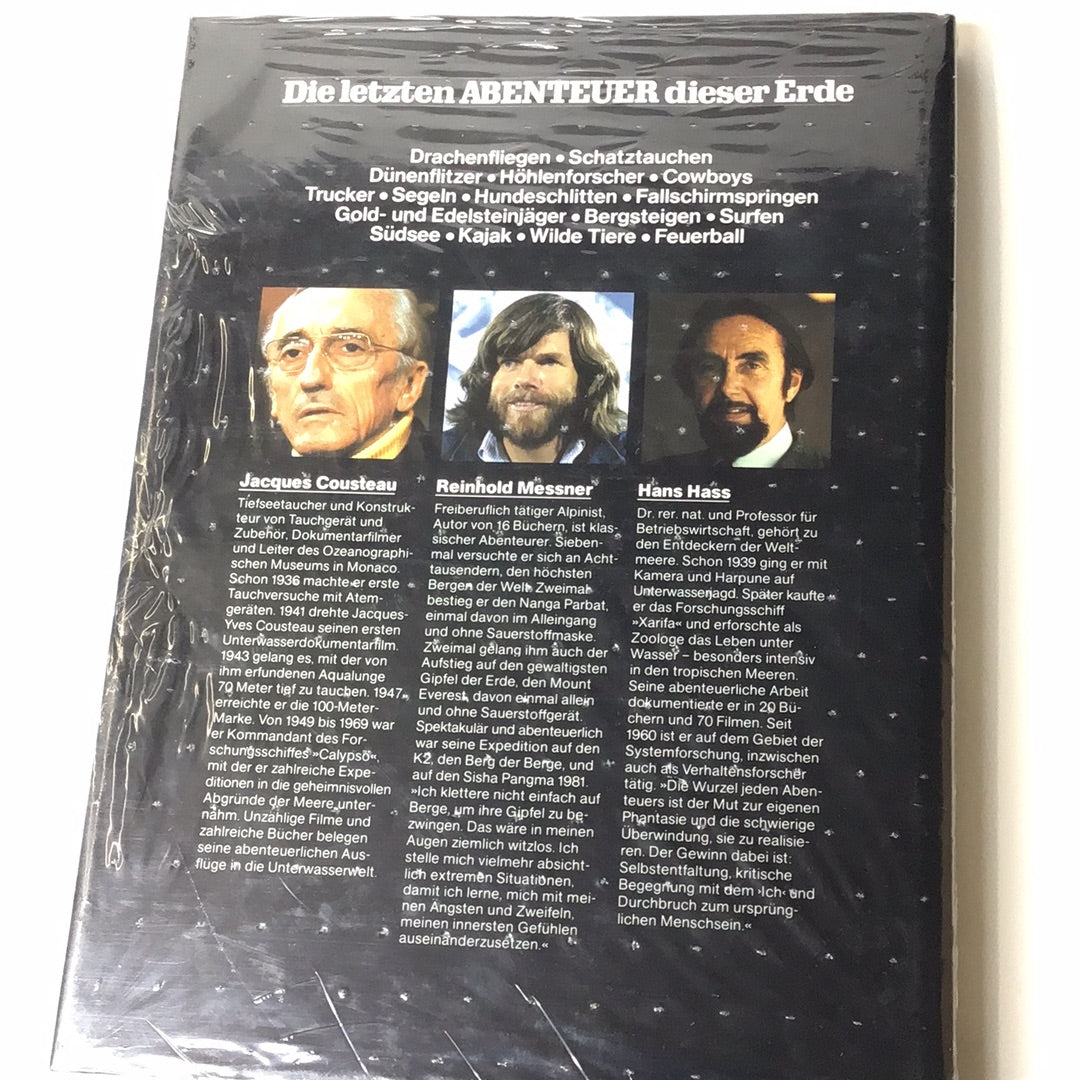 Die letzten ABENTEUER dieser Erde
Drachenfliegen • Schatztauchen
Dünenflitzer • Höhlenforscher • Cowboys
Trucker • Segeln • Hundeschlitten • Fallschirmspringen
Gold- und Edelsteinjäger • Bergsteigen • Surfen
Südsee • Kajak • Wilde Tiere • Feuerball
Jacques Cousteau
Tiefseetaucher und Konstruk-
teur von Tauchgerät und
Zubehör, Dokumentarfilmer
und Leiter des Ozeanographi-
schen Museums in Monaco.
Schon 1936 machte er erste
Tauchversuche mit Atem-
geräten. 1941 drehte Jacques-
Yves Cousteau seinen ersten
Unterwasserdokumentarfilm.
1943 gelang es, mit der von
ihm erfundenen Aqualunge
70 Meter tief zu tauchen. 1947
erreichte er die 100-Meter-
Marke. Von 1949 bis 1969 war
er Kommandant des For-
schungsschiffes »Calypso«,
mit der er zahlreiche Expe-
ditionen in die geheimnisvollen
Abgründe der Meere unter-
nahm. Unzählige Filme und
zahlreiche Bücher belegen
seine abenteuerlichen Aus-
flüge in die Unterwasserwelt.
Reinhold Messner
Freiberuflich tätiger Alpinist,
Autor von 16 Büchern, ist klas-
sischer Abenteurer. Sieben-
mal versuchte er sich an Acht-
tausendern, den höchsten
Bergen der Welt. Zweimal
bestieg er den Nanga Parbat,
einmal davon im Alleingang
und ohne Sauerstoffmaske.
Zweimal gelang ihm auch der
Aufstieg auf den gewaltigsten
Gipfel der Erde, den Mount
Everest, davon einmal allein
und ohne Sauerstoffgerät.
Spektakulär und abenteuerlich
war seine Expedition auf den
K2, den Berg der Berge, und
auf den Sisha Pangma 1981.
»Ich klettere nicht einfach auf
Berge, um ihre Gipfel zu be-
zwingen. Das wäre in meinen
Augen ziemlich witzlos. Ich
stelle mich vielmehr absicht-
lich extremen Situationen,
damit ich lerne, mich mit mei-
nen Ängsten und Zweifeln,
meinen innersten Gefühlen
auseinanderzusetzen.«
Hans Hass
Dr. rer. nat. und Professor für
Betriebswirtschaft, gehört zu
den Entdeckern der Welt-
meere. Schon 1939 ging er mit
Kamera und Harpune auf
Unterwasserjagd. Später kaufte
er das Forschungsschiff
»Xarifa« und erforschte als
Zoologe das Leben unter
Wasser – besonders intensiv
in den tropischen Meeren.
Seine abenteuerliche Arbeit
dokumentierte er in 20 Bü-
chern und 70 Filmen. Seit
1960 ist er auf dem Gebiet der
Systemforschung, inzwischen
auch als Verhaltensforscher
tätig. »Die Wurzel jeden Aben-
teuers ist der Mut zur eigenen
Phantasie und die schwierige
Überwindung, sie zu realisie-
ren. Der Gewinn dabei ist:
Selbstentfaltung, kritische
Begegnung mit dem ›Ich‹ und
Durchbruch zum ursprüng-
lichen Menschsein.«